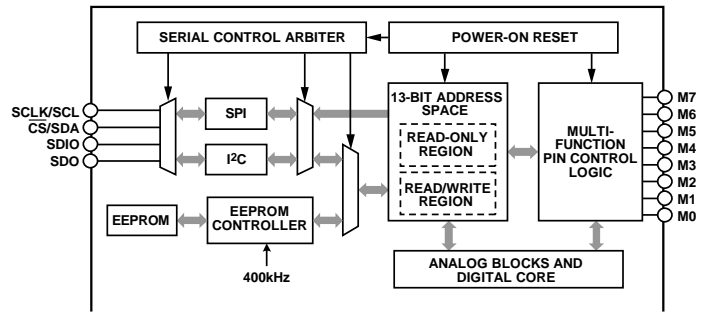 SERIAL CONTROL ARBITER
POWER-ON RESET
SCLK/SCL
CS/SDA
SDIO
SDO
SPI
I²C
13-BIT ADDRESS
SPACE
READ-ONLY
REGION
READ/WRITE
REGION
MULTI-
FUNCTION
PIN CONTROL
LOGIC
M7
M6
M5
M4
M3
M2
M1
M0
EEPROM
EEPROM
CONTROLLER
400kHz
ANALOG BLOCKS AND
DIGITAL CORE